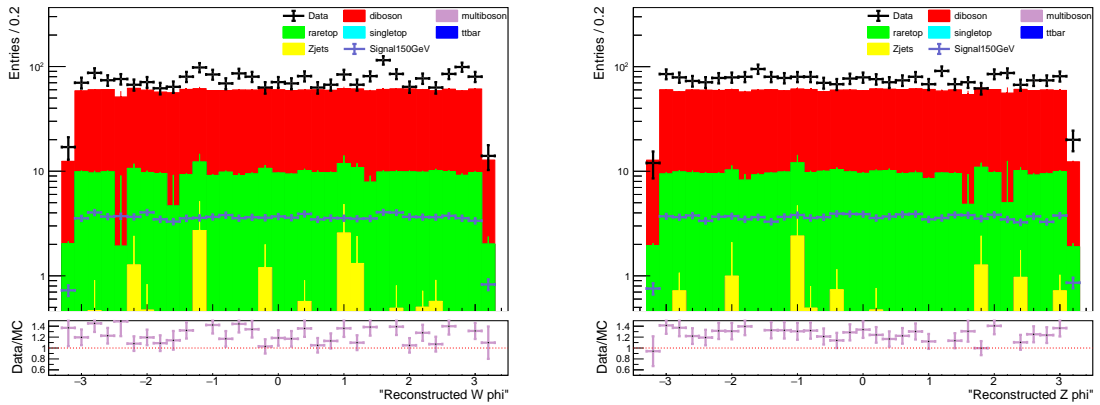 Entries / 0.2
10²
10
1
Data
diboson
multiboson
raretop
singletop
ttbar
Zjets
Signal150GeV
Data/MC
1.4
1.2
1
0.8
0.6
−3 −2 −1 0 1 2 3
"Reconstructed W phi"
Entries / 0.2
10²
10
1
Data
diboson
multiboson
raretop
singletop
ttbar
Zjets
Signal150GeV
Data/MC
1.4
1.2
1
0.8
0.6
−3 −2 −1 0 1 2 3
"Reconstructed Z phi"